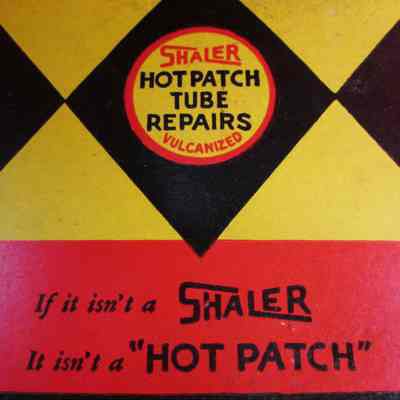 SHALER
HOT PATCH
TUBE
REPAIRS
VULCANIZED
If it isn't a SHALER
It isn't a "HOT PATCH"